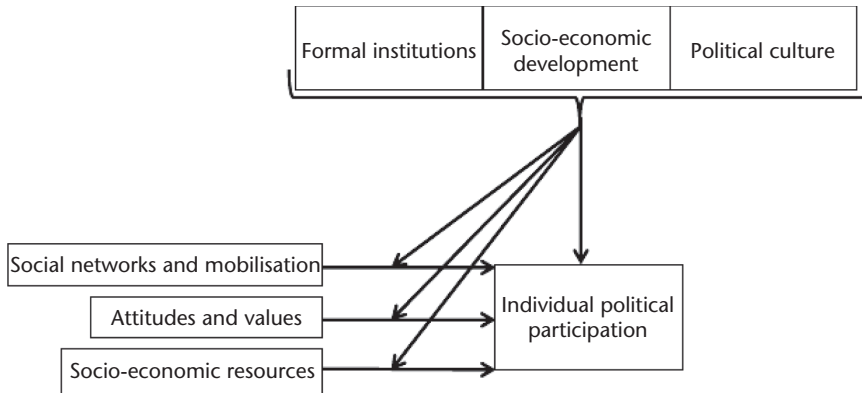 Formal institutions
Socio-economic
development
Political culture
Social networks and mobilisation
Attitudes and values
Socio-economic resources
Individual political
participation